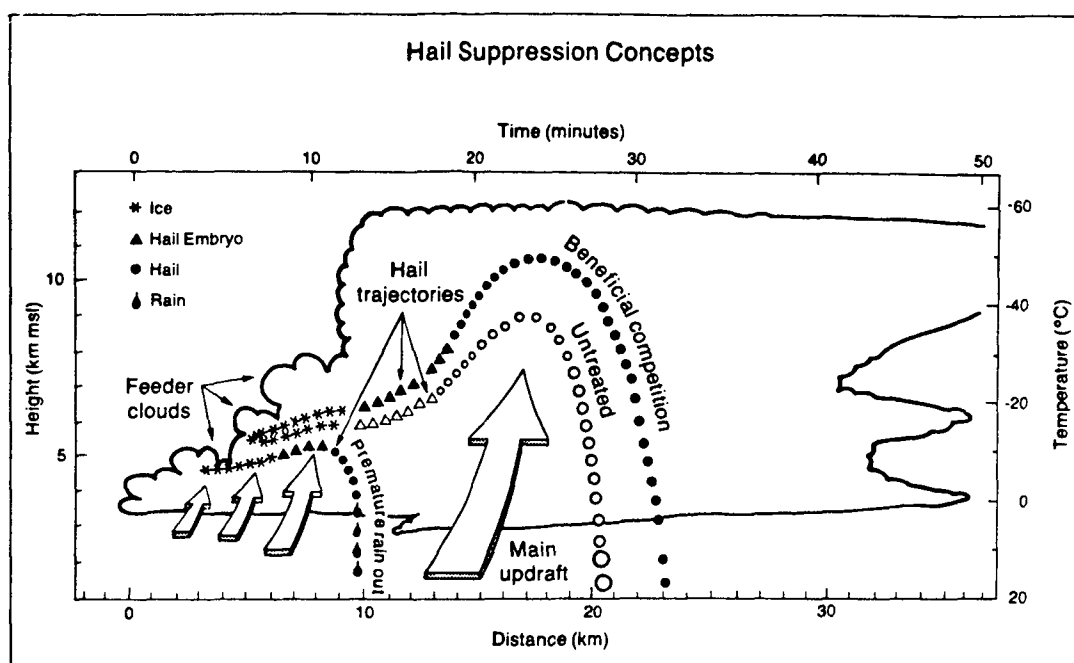 Hail Suppression Concepts
Time (minutes)
0 10 20 30 40 50
Ice
Hail Embryo
Hail
Rain
Hail
trajectories
Feeder
clouds
Beneficial competition
Untreated
Premature rain out
Main
updraft
Height (km msl)
10
5
Temperature (°C)
-60
-40
-20
0
20
0 10 20 30
Distance (km)